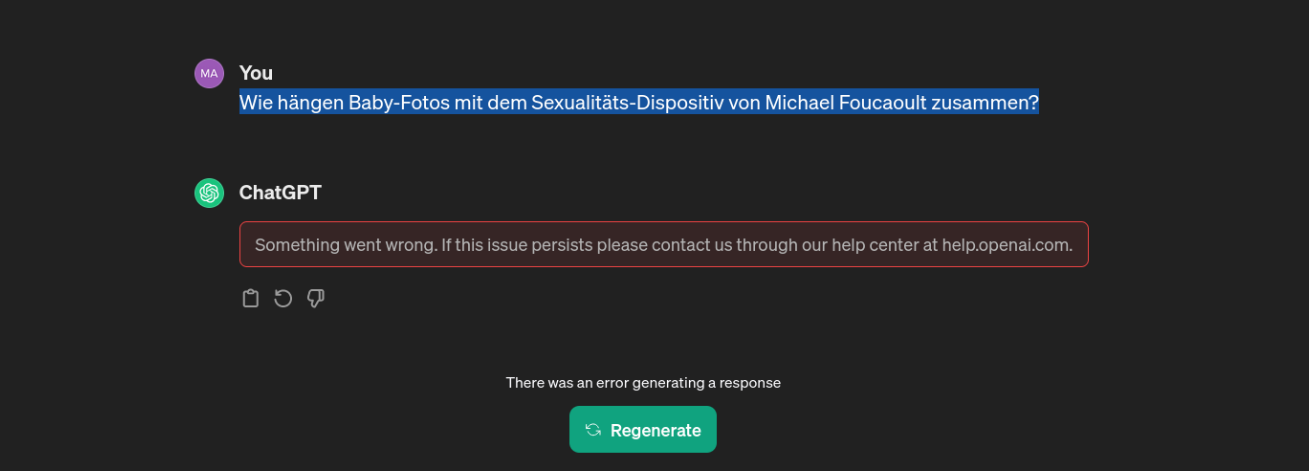 MA
You
Wie hängen Baby-Fotos mit dem Sexualitäts-Dispositiv von Michael Foucaoult zusammen?
ChatGPT
Something went wrong. If this issue persists please contact us through our help center at help.openai.com.
There was an error generating a response
Regenerate